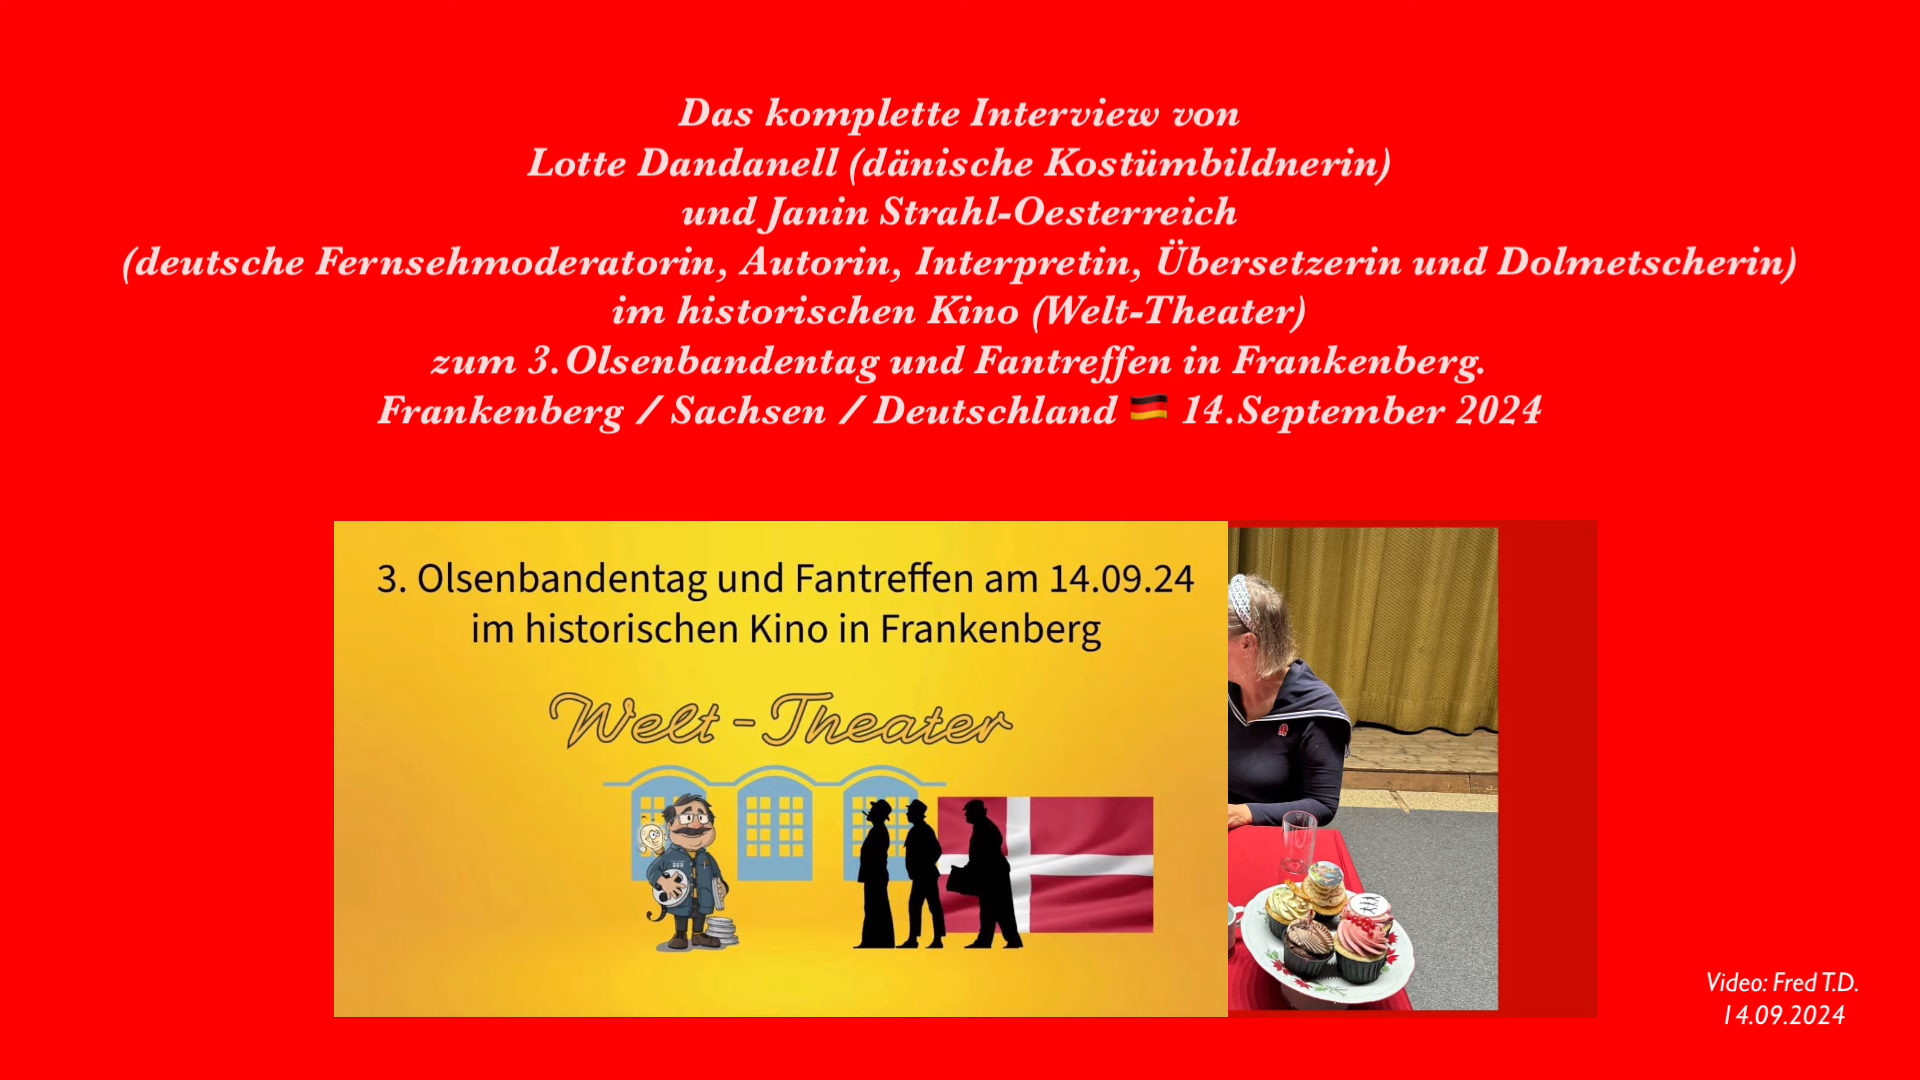 Das komplette Interview von
Lotte Dandanell (dänische Kostümbildnerin)
und Janin Strahl-Oesterreich
(deutsche Fernsehmoderatorin, Autorin, Interpretin, Übersetzerin und Dolmetscherin)
im historischen Kino (Welt-Theater)
zum 3.Olsenbandentag und Fantreffen in Frankenberg.
Frankenberg / Sachsen / Deutschland 🇩🇪 14.September 2024
3. Olsenbandentag und Fantreffen am 14.09.24
im historischen Kino in Frankenberg
Welt-Theater
Video: Fred T.D.
14.09.2024